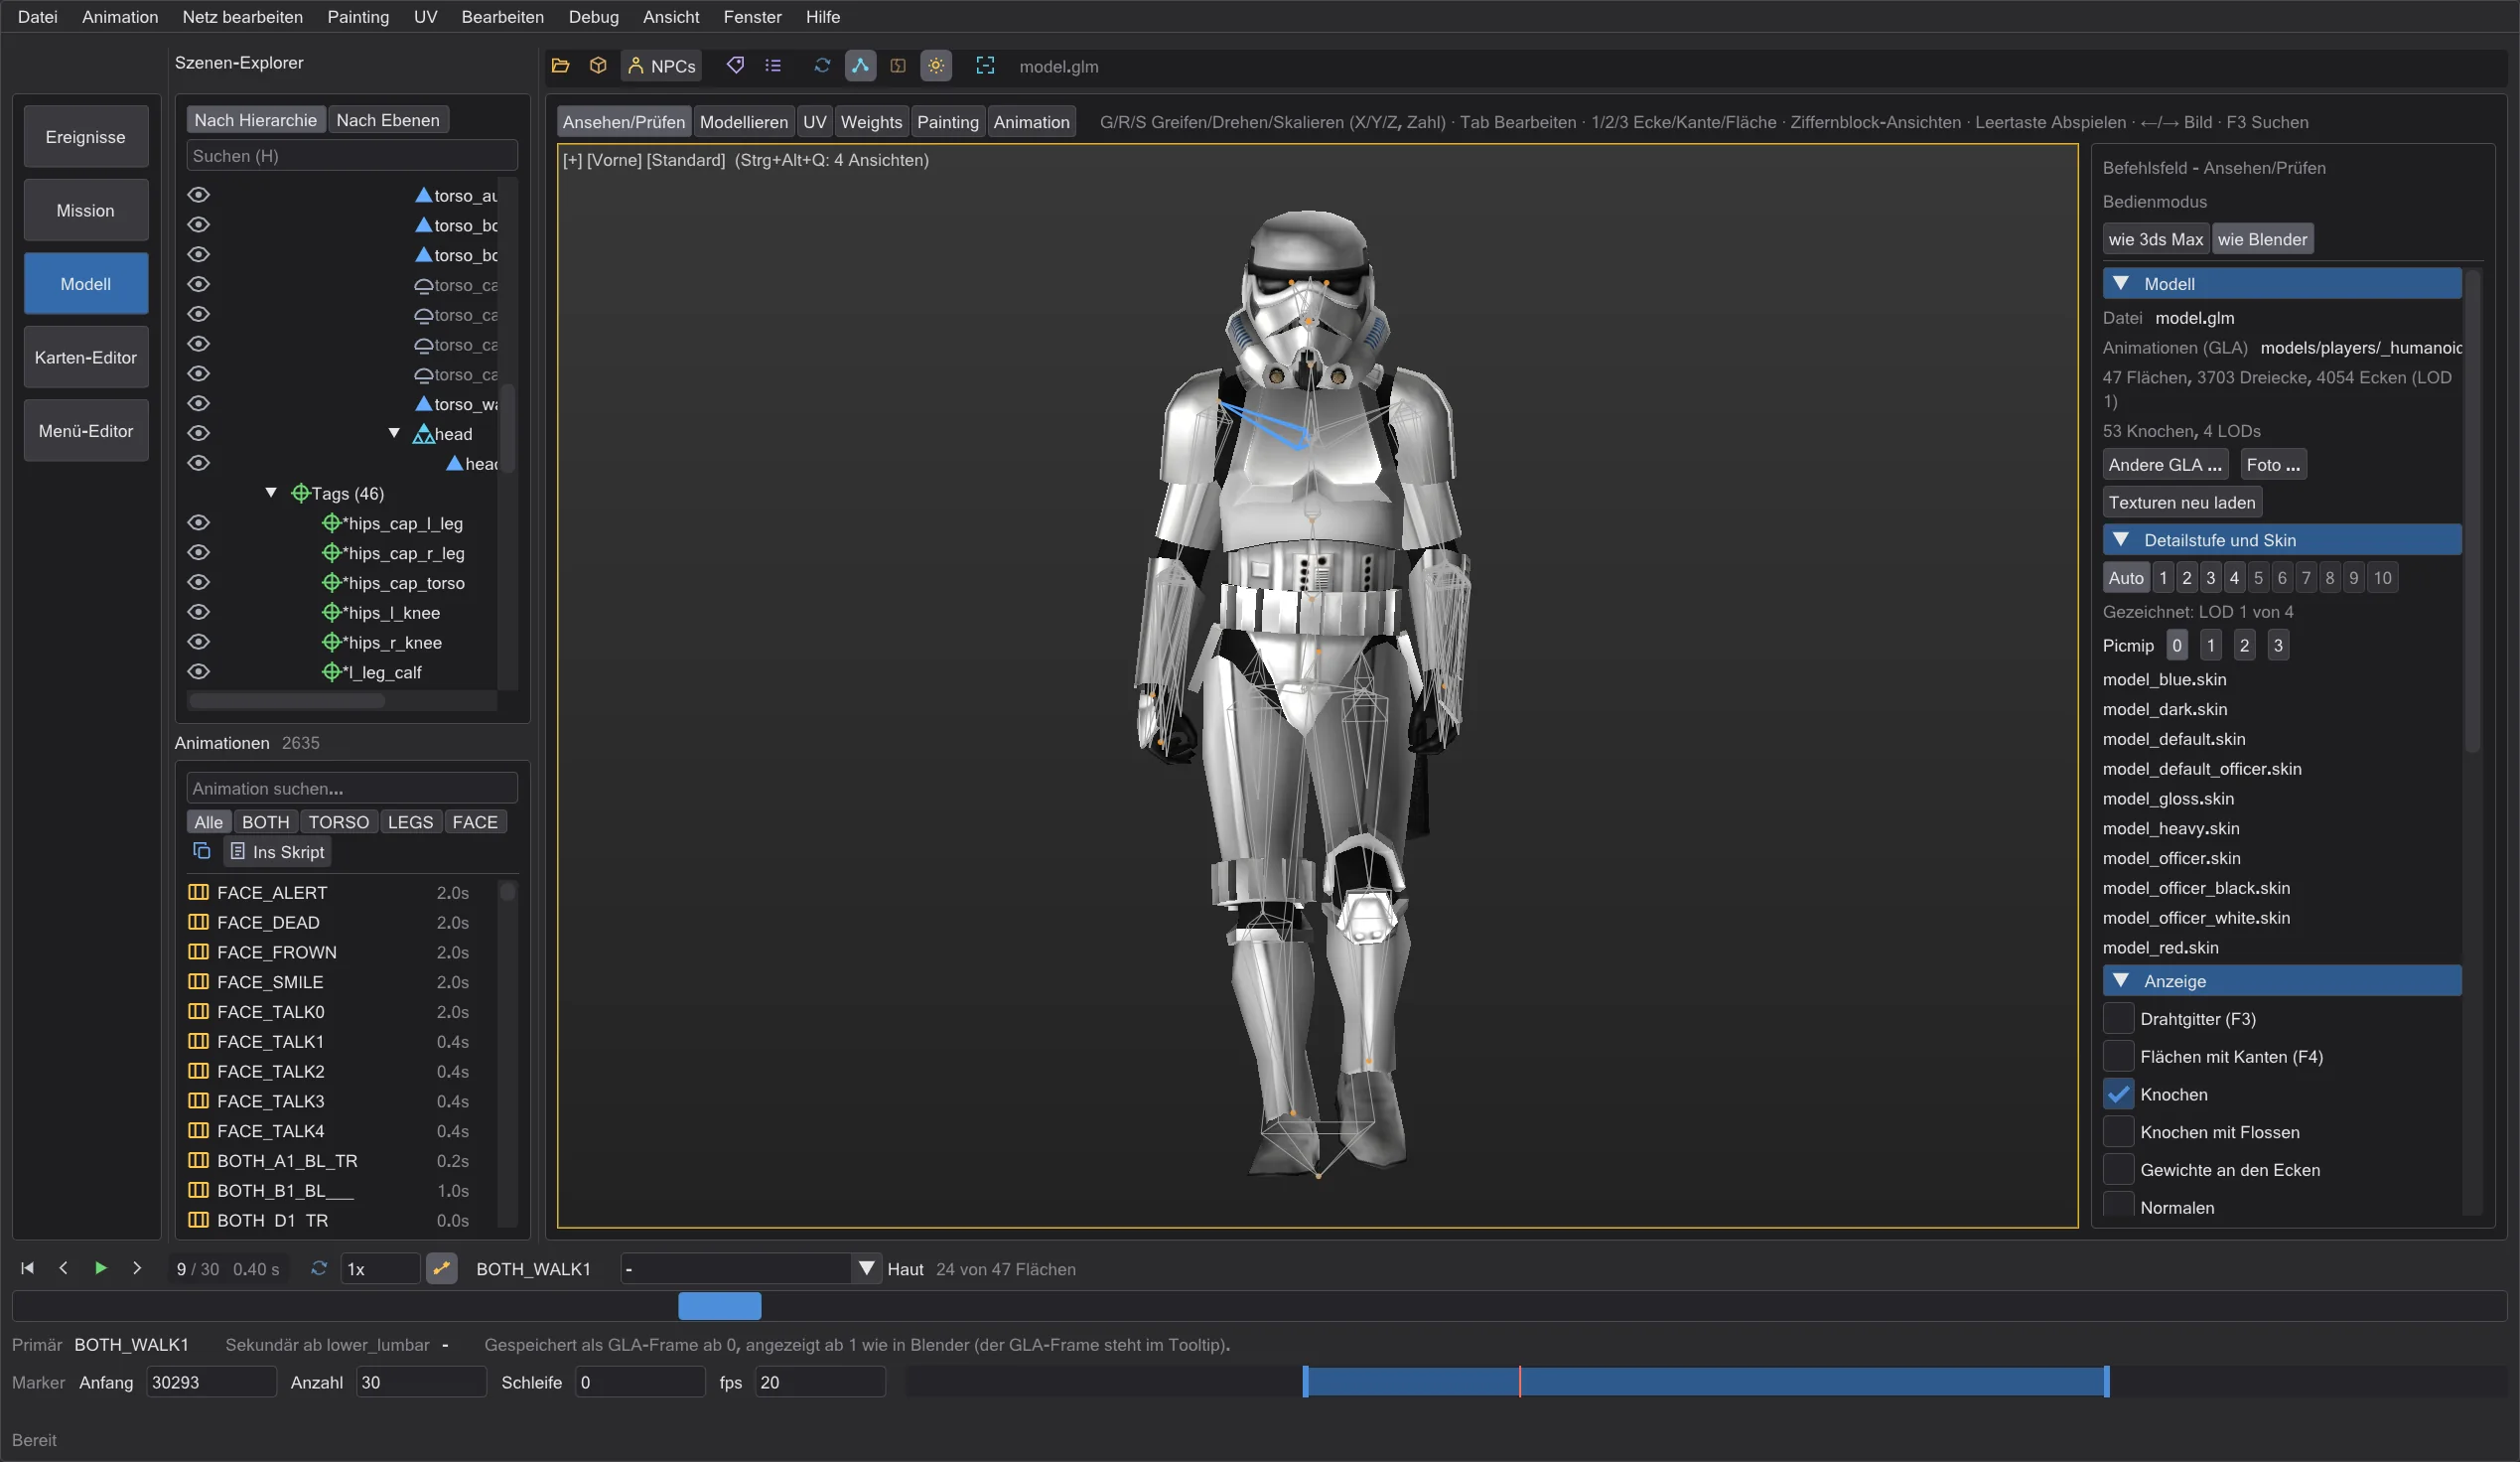 Datei Animation Netz bearbeiten Painting UV Bearbeiten Debug Ansicht Fenster Hilfe
Szenen-Explorer
NPCs model.glm
Ereignisse
Mission
Modell
Karten-Editor
Menü-Editor
Nach Hierarchie Nach Ebenen
Suchen (H)
torso_au
torso_bo
torso_bo
torso_ca
torso_ca
torso_ca
torso_ca
torso_wa
head
head
Tags (46)
*hips_cap_l_leg
*hips_cap_r_leg
*hips_cap_torso
*hips_l_knee
*hips_r_knee
*l_leg_calf
Animationen 2635
Animation suchen...
Alle BOTH TORSO LEGS FACE
Ins Skript
FACE_ALERT 2.0s
FACE_DEAD 2.0s
FACE_FROWN 2.0s
FACE_SMILE 2.0s
FACE_TALK0 2.0s
FACE_TALK1 0.4s
FACE_TALK2 0.4s
FACE_TALK3 0.4s
FACE_TALK4 0.4s
BOTH_A1_BL_TR 0.2s
BOTH_B1_BL___ 1.0s
BOTH D1 TR 0.0s
Ansehen/Prüfen Modellieren UV Weights Painting Animation G/R/S Greifen/Drehen/Skalieren (X/Y/Z, Zahl) · Tab Bearbeiten · 1/2/3 Ecke/Kante/Fläche · Ziffernblock-Ansichten · Leertaste Abspielen · ←/→ Bild · F3 Suchen
[+] [Vorne] [Standard] (Strg+Alt+Q: 4 Ansichten)
Befehlsfeld - Ansehen/Prüfen
Bedienmodus
wie 3ds Max wie Blender
Modell
Datei model.glm
Animationen (GLA) models/players/_humanoid
47 Flächen, 3703 Dreiecke, 4054 Ecken (LOD
1)
53 Knochen, 4 LODs
Andere GLA ... Foto ...
Texturen neu laden
Detailstufe und Skin
Auto 1 2 3 4 5 6 7 8 9 10
Gezeichnet: LOD 1 von 4
Picmip 0 1 2 3
model_blue.skin
model_dark.skin
model_default.skin
model_default_officer.skin
model_gloss.skin
model_heavy.skin
model_officer.skin
model_officer_black.skin
model_officer_white.skin
model_red.skin
Anzeige
Drahtgitter (F3)
Flächen mit Kanten (F4)
Knochen
Knochen mit Flossen
Gewichte an den Ecken
Normalen
9 / 30 0.40 s 1x BOTH_WALK1 - Haut 24 von 47 Flächen
Primär BOTH_WALK1 Sekundär ab lower_lumbar - Gespeichert als GLA-Frame ab 0, angezeigt ab 1 wie in Blender (der GLA-Frame steht im Tooltip).
Marker Anfang 30293 Anzahl 30 Schleife 0 fps 20
Bereit